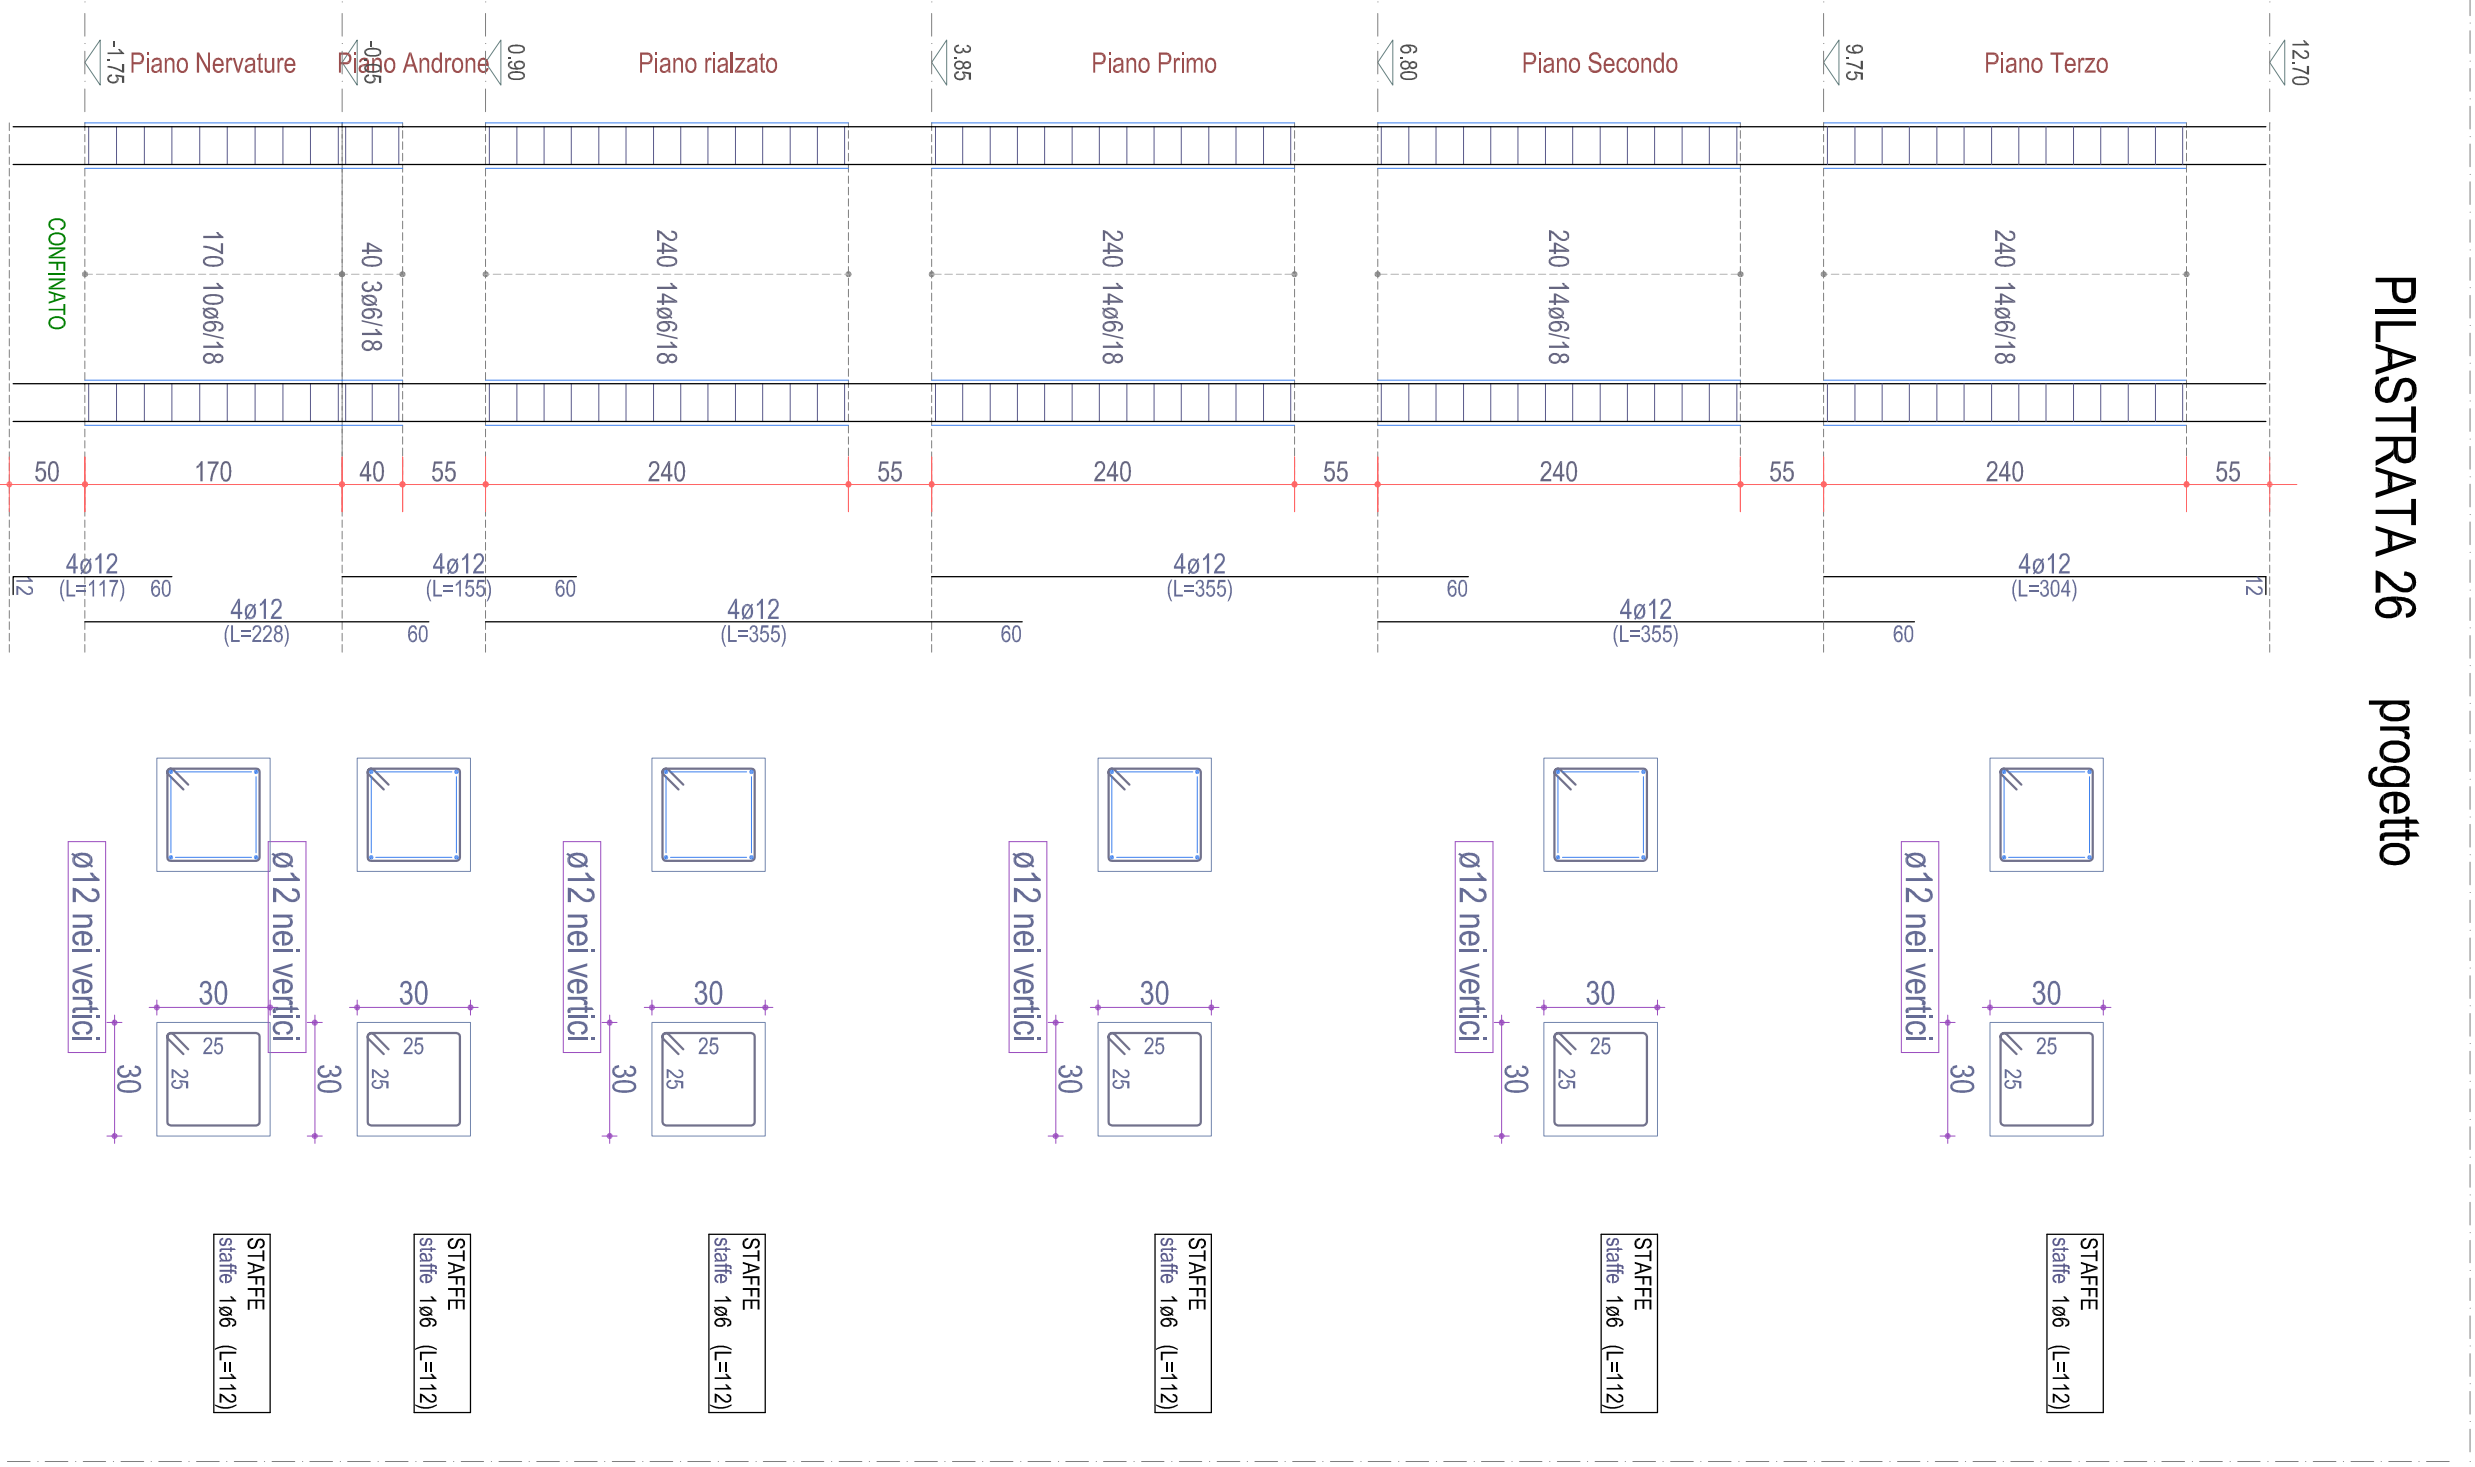 PILASTRATA 26 progetto
-1.75
Piano Nervature
-0.05
Piano Androne
0.90
Piano rialzato
3.85
Piano Primo
6.80
Piano Secondo
9.75
Piano Terzo
12.70
CONFINATO
170 10ø6/18
40 3ø6/18
240 14ø6/18
240 14ø6/18
240 14ø6/18
240 14ø6/18
50 170 40 55 240 55 240 55 240 55 240 55
4ø12
(L=117) 60
12
4ø12
(L=155) 60
4ø12
(L=355) 60
4ø12
(L=304)
12
4ø12
(L=228) 60
4ø12
(L=355) 60
4ø12
(L=355) 60
ø12 nei vertici
ø12 nei vertici
ø12 nei vertici
ø12 nei vertici
ø12 nei vertici
ø12 nei vertici
30 30 30 30 30 30
25 25 25 25 25 25
30 25 30 25 30 25 30 25 30 25 30 25
STAFFE
staffe 1ø6 (L=112)
STAFFE
staffe 1ø6 (L=112)
STAFFE
staffe 1ø6 (L=112)
STAFFE
staffe 1ø6 (L=112)
STAFFE
staffe 1ø6 (L=112)
STAFFE
staffe 1ø6 (L=112)